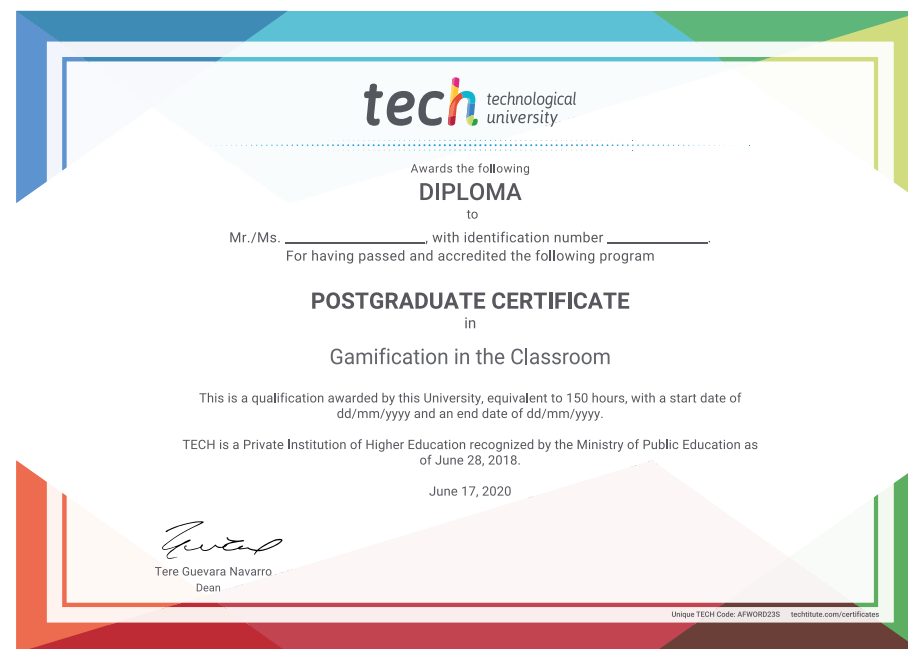 tech technological
university
Awards the following
DIPLOMA
to
Mr./Ms. ____________________, with identification number ______________.
For having passed and accredited the following program
POSTGRADUATE CERTIFICATE
in
Gamification in the Classroom
This is a qualification awarded by this University, equivalent to 150 hours, with a start date of
dd/mm/yyyy and an end date of dd/mm/yyyy.
TECH is a Private Institution of Higher Education recognized by the Ministry of Public Education as
of June 28, 2018.
June 17, 2020
Tere Guevara Navarro
Dean
Unique TECH Code: AFWORD23S techtitute.com/certificates